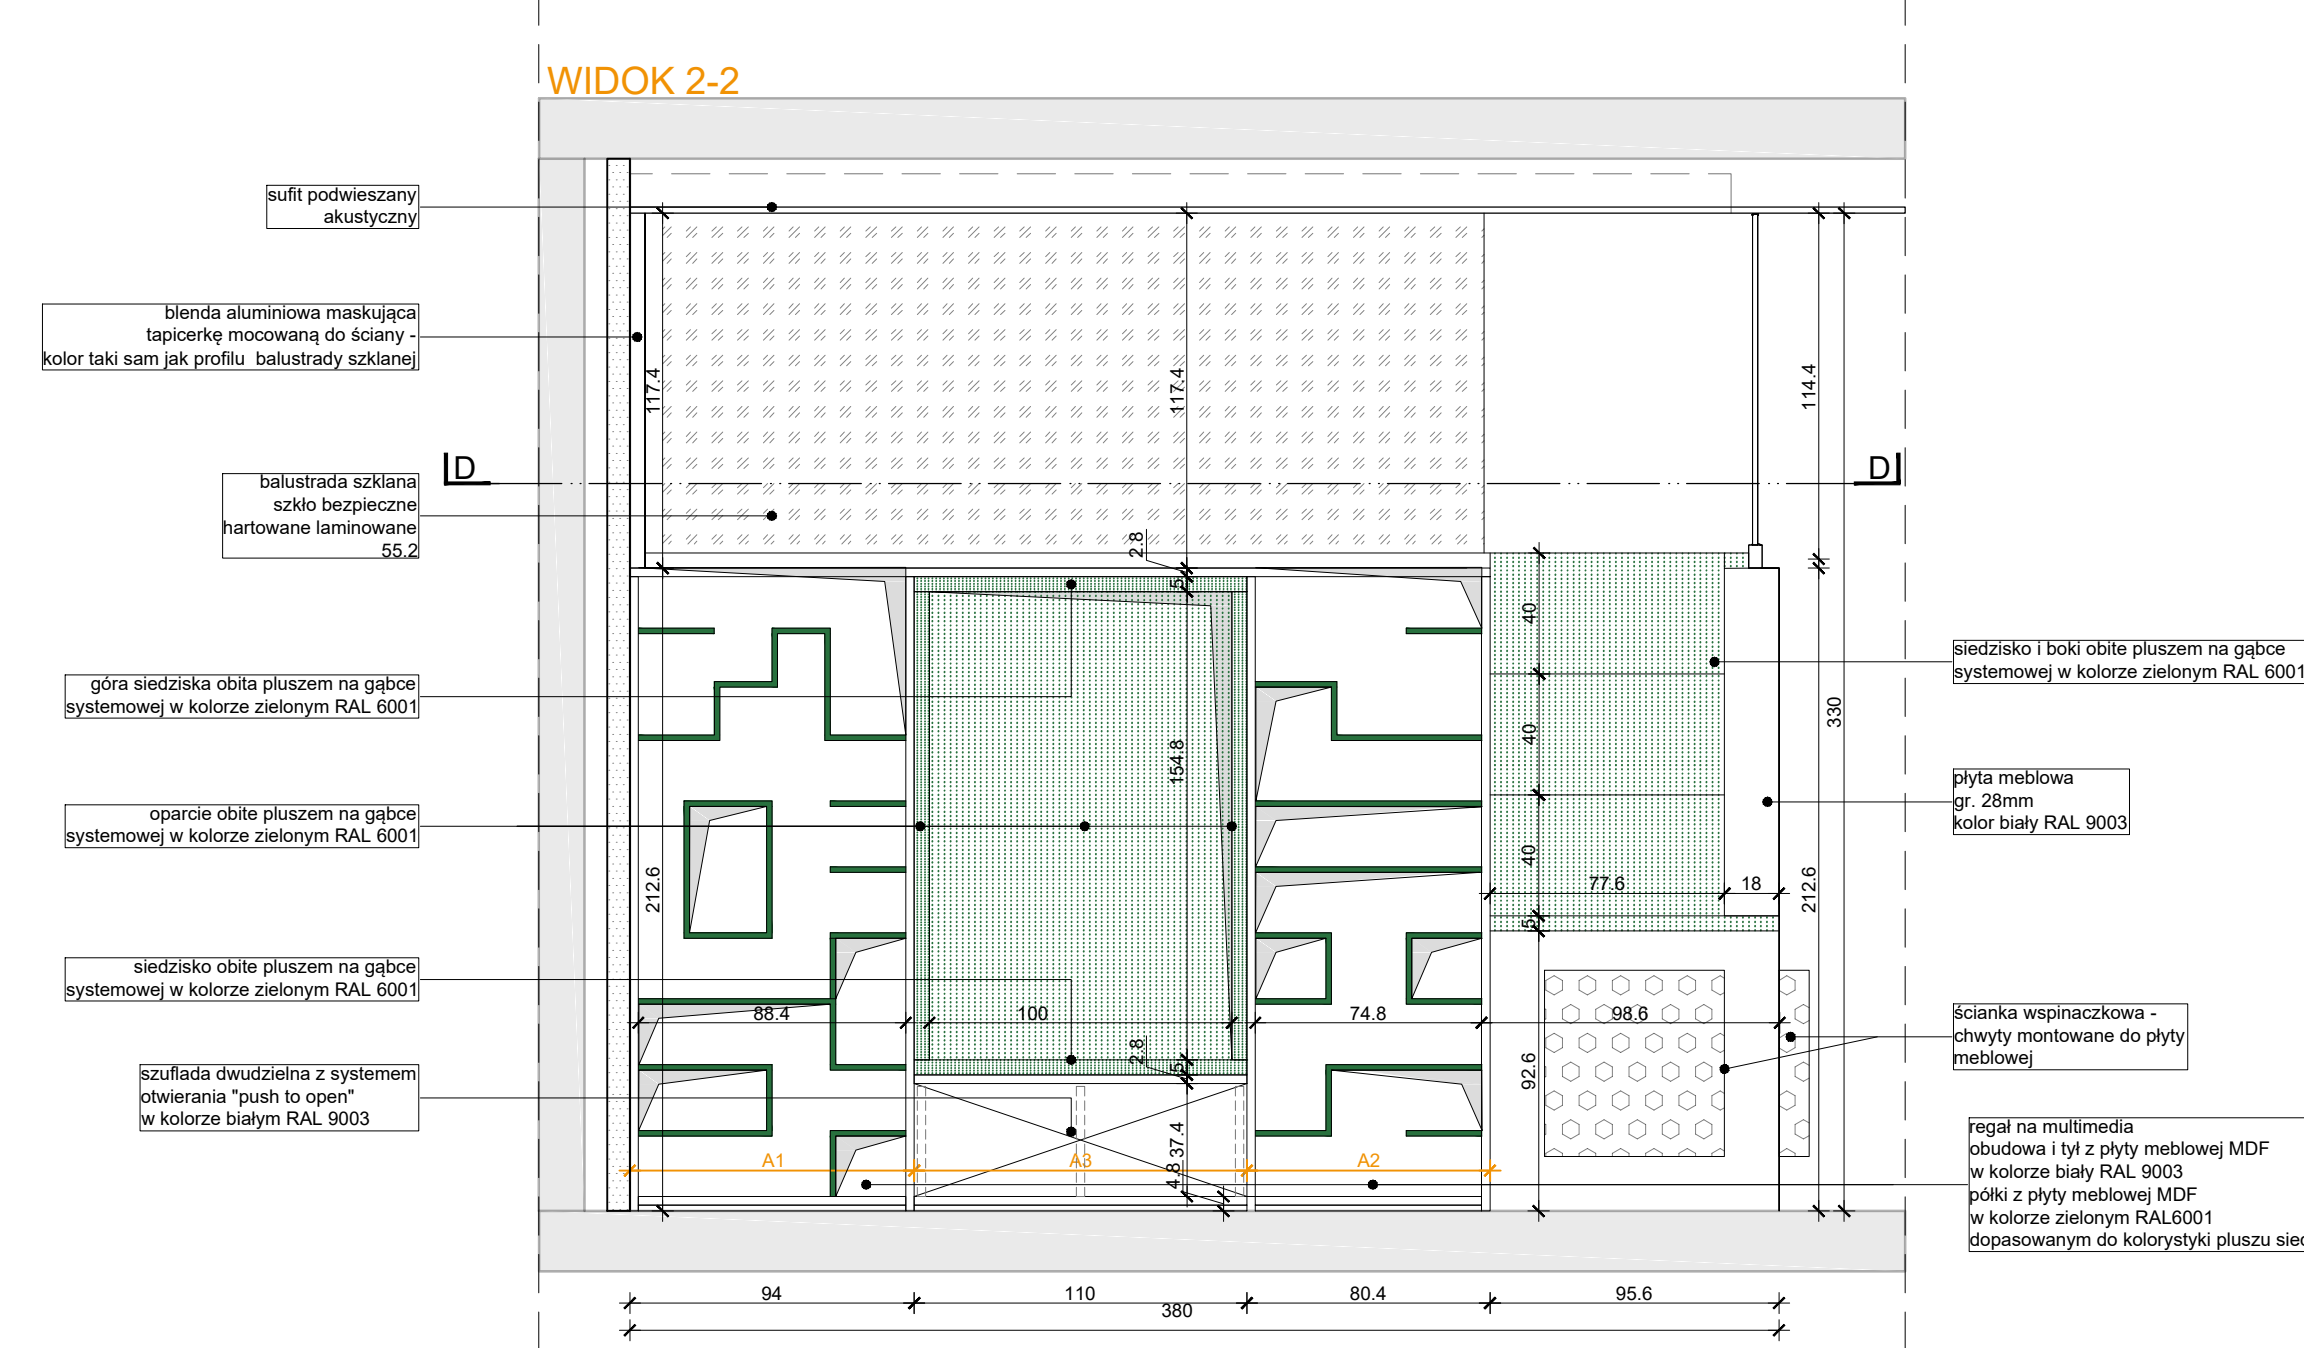 WIDOK 2-2
sufit podwieszany
akustyczny
blenda aluminiowa maskująca
tapicerkę mocowaną do ściany -
kolor taki sam jak profilu balustrady szklanej
balustrada szklana
szkło bezpieczne
hartowane laminowane
55.2
góra siedziska obita pluszem na gąbce
systemowej w kolorze zielonym RAL 6001
oparcie obite pluszem na gąbce
systemowej w kolorze zielonym RAL 6001
siedzisko obite pluszem na gąbce
systemowej w kolorze zielonym RAL 6001
szuflada dwudzielna z systemem
otwierania "push to open"
w kolorze białym RAL 9003
D
D
117.4
117.4
114.4
2.8
5
40
40
40
5
330
154.8
212.6
212.6
77.6
18
88.4
100
74.8
98.6
2.8
5
92.6
37.4
4.8
A1
A3
A2
siedzisko i boki obite pluszem na gąbce
systemowej w kolorze zielonym RAL 6001
płyta meblowa
gr. 28mm
kolor biały RAL 9003
ścianka wspinaczkowa -
chwyty montowane do płyty
meblowej
regał na multimedia
obudowa i tył z płyty meblowej MDF
w kolorze biały RAL 9003
półki z płyty meblowej MDF
w kolorze zielonym RAL6001
dopasowanym do kolorystyki pluszu
94
110
80.4
95.6
380